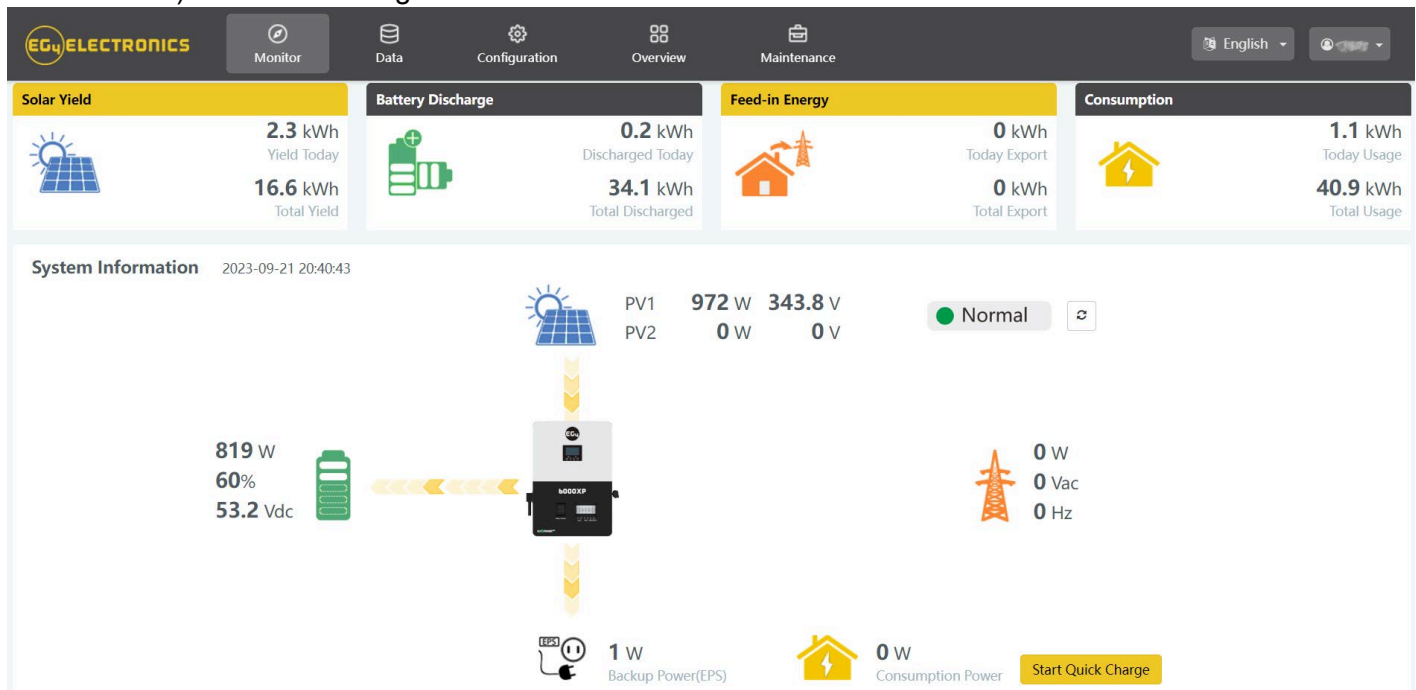 EG4 ELECTRONICS
Monitor
Data
Configuration
Overview
Maintenance
English
Solar Yield
2.3 kWh
Yield Today
16.6 kWh
Total Yield
Battery Discharge
0.2 kWh
Discharged Today
34.1 kWh
Total Discharged
Feed-in Energy
0 kWh
Today Export
0 kWh
Total Export
Consumption
1.1 kWh
Today Usage
40.9 kWh
Total Usage
System Information 2023-09-21 20:40:43
PV1 972 W 343.8 V
PV2 0 W 0 V
Normal
819 W
60%
53.2 Vdc
EG4
6000XP
0 W
0 Vac
0 Hz
EPS
1 W
Backup Power(EPS)
0 W
Consumption Power
Start Quick Charge